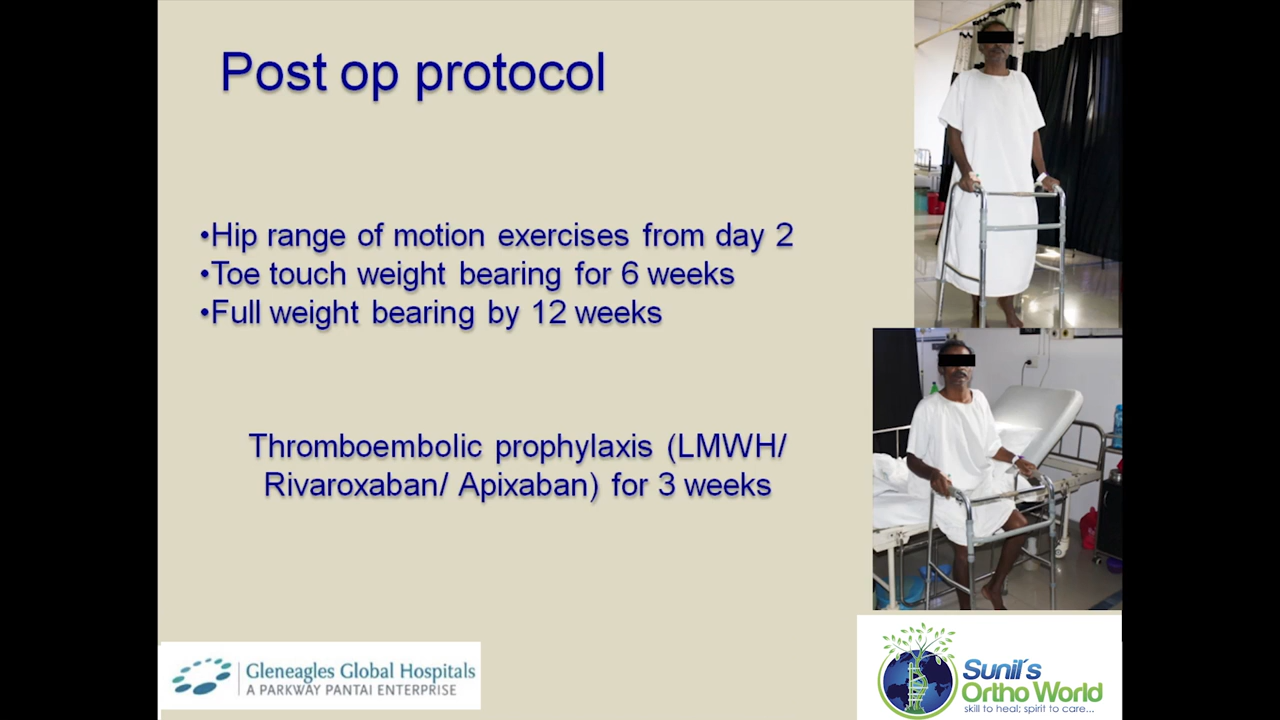 Post op protocol
•Hip range of motion exercises from day 2
•Toe touch weight bearing for 6 weeks
•Full weight bearing by 12 weeks
Thromboembolic prophylaxis (LMWH/
Rivaroxaban/ Apixaban) for 3 weeks
Gleneagles Global Hospitals
A PARKWAY PANTAI ENTERPRISE
Sunil's
Ortho World
skill to heal; spirit to care...